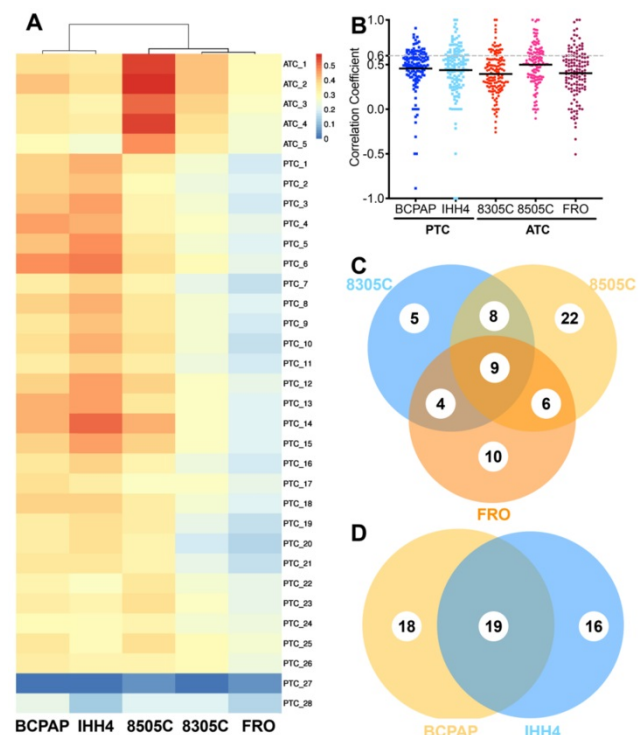 A
ATC_1
ATC_2
ATC_3
ATC_4
ATC_5
PTC_1
PTC_2
PTC_3
PTC_4
PTC_5
PTC_6
PTC_7
PTC_8
PTC_9
PTC_10
PTC_11
PTC_12
PTC_13
PTC_14
PTC_15
PTC_16
PTC_17
PTC_18
PTC_19
PTC_20
PTC_21
PTC_22
PTC_23
PTC_24
PTC_25
PTC_26
PTC_27
PTC_28
0.5
0.4
0.3
0.2
0.1
0
BCPAP IHH4 8505C 8305C FRO
B
Correlation Coefficient
1.0
0.6
0.5
0.0
-0.5
-1.0
BCPAP IHH4 8305C 8505C FRO
PTC ATC
C
8305C 8505C
5 8 22
9
4 6
10
FRO
D
18 19 16
BCPAP IHH4